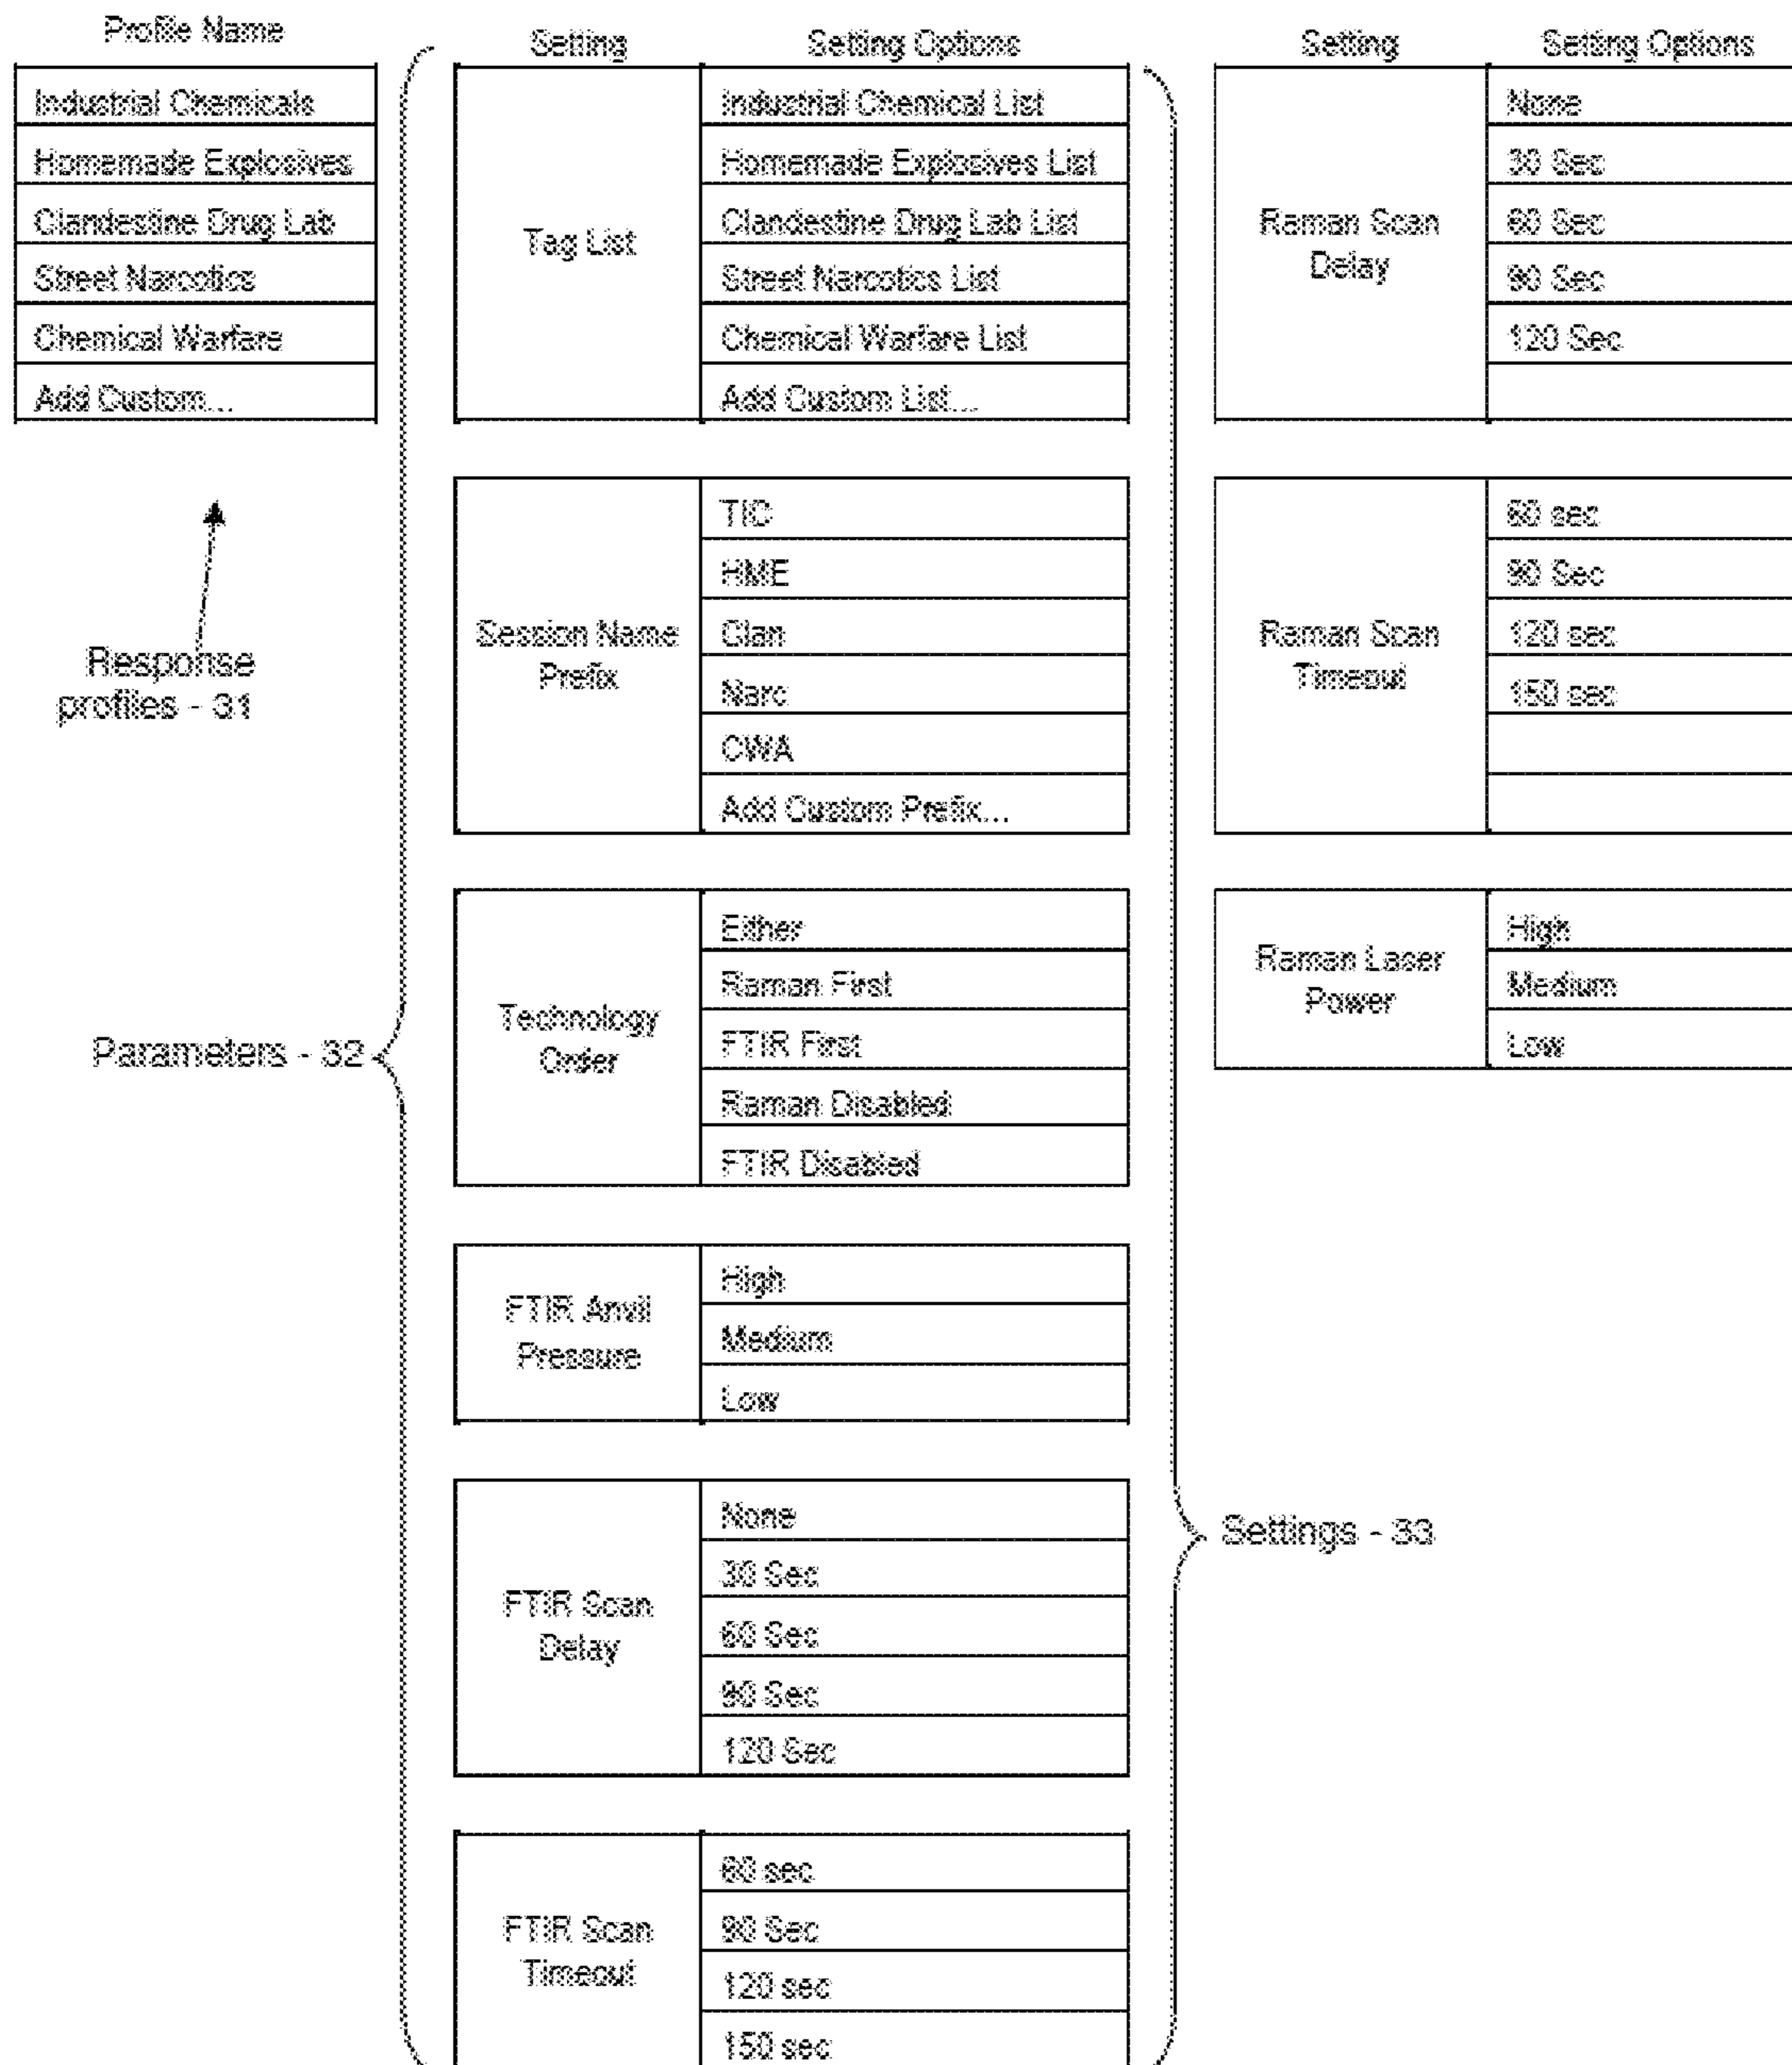 Profile Name
Industrial Chemicals
Homemade Explosives
Clandestine Drug Lab
Street Narcotics
Chemical Warfare
Add Custom...
Response
profiles - 31
Parameters - 32
Setting
Setting Options
Tag List
Industrial Chemical List
Homemade Explosives List
Clandestine Drug Lab List
Street Narcotics List
Chemical Warfare List
Add Custom List...
Session Name
Prefix
TIC
HME
Clan
Narc
CWA
Add Custom Prefix...
Technology
Order
Either
Raman First
FTIR First
Raman Disabled
FTIR Disabled
FTIR Anvil
Pressure
High
Medium
Low
FTIR Scan
Delay
None
30 Sec
60 Sec
90 Sec
120 Sec
FTIR Scan
Timeout
60 sec
90 Sec
120 sec
150 sec
Settings - 33
Setting
Setting Options
Raman Scan
Delay
None
30 Sec
60 Sec
90 Sec
120 Sec
Raman Scan
Timeout
60 sec
90 Sec
120 sec
150 sec
Raman Laser
Power
High
Medium
Low